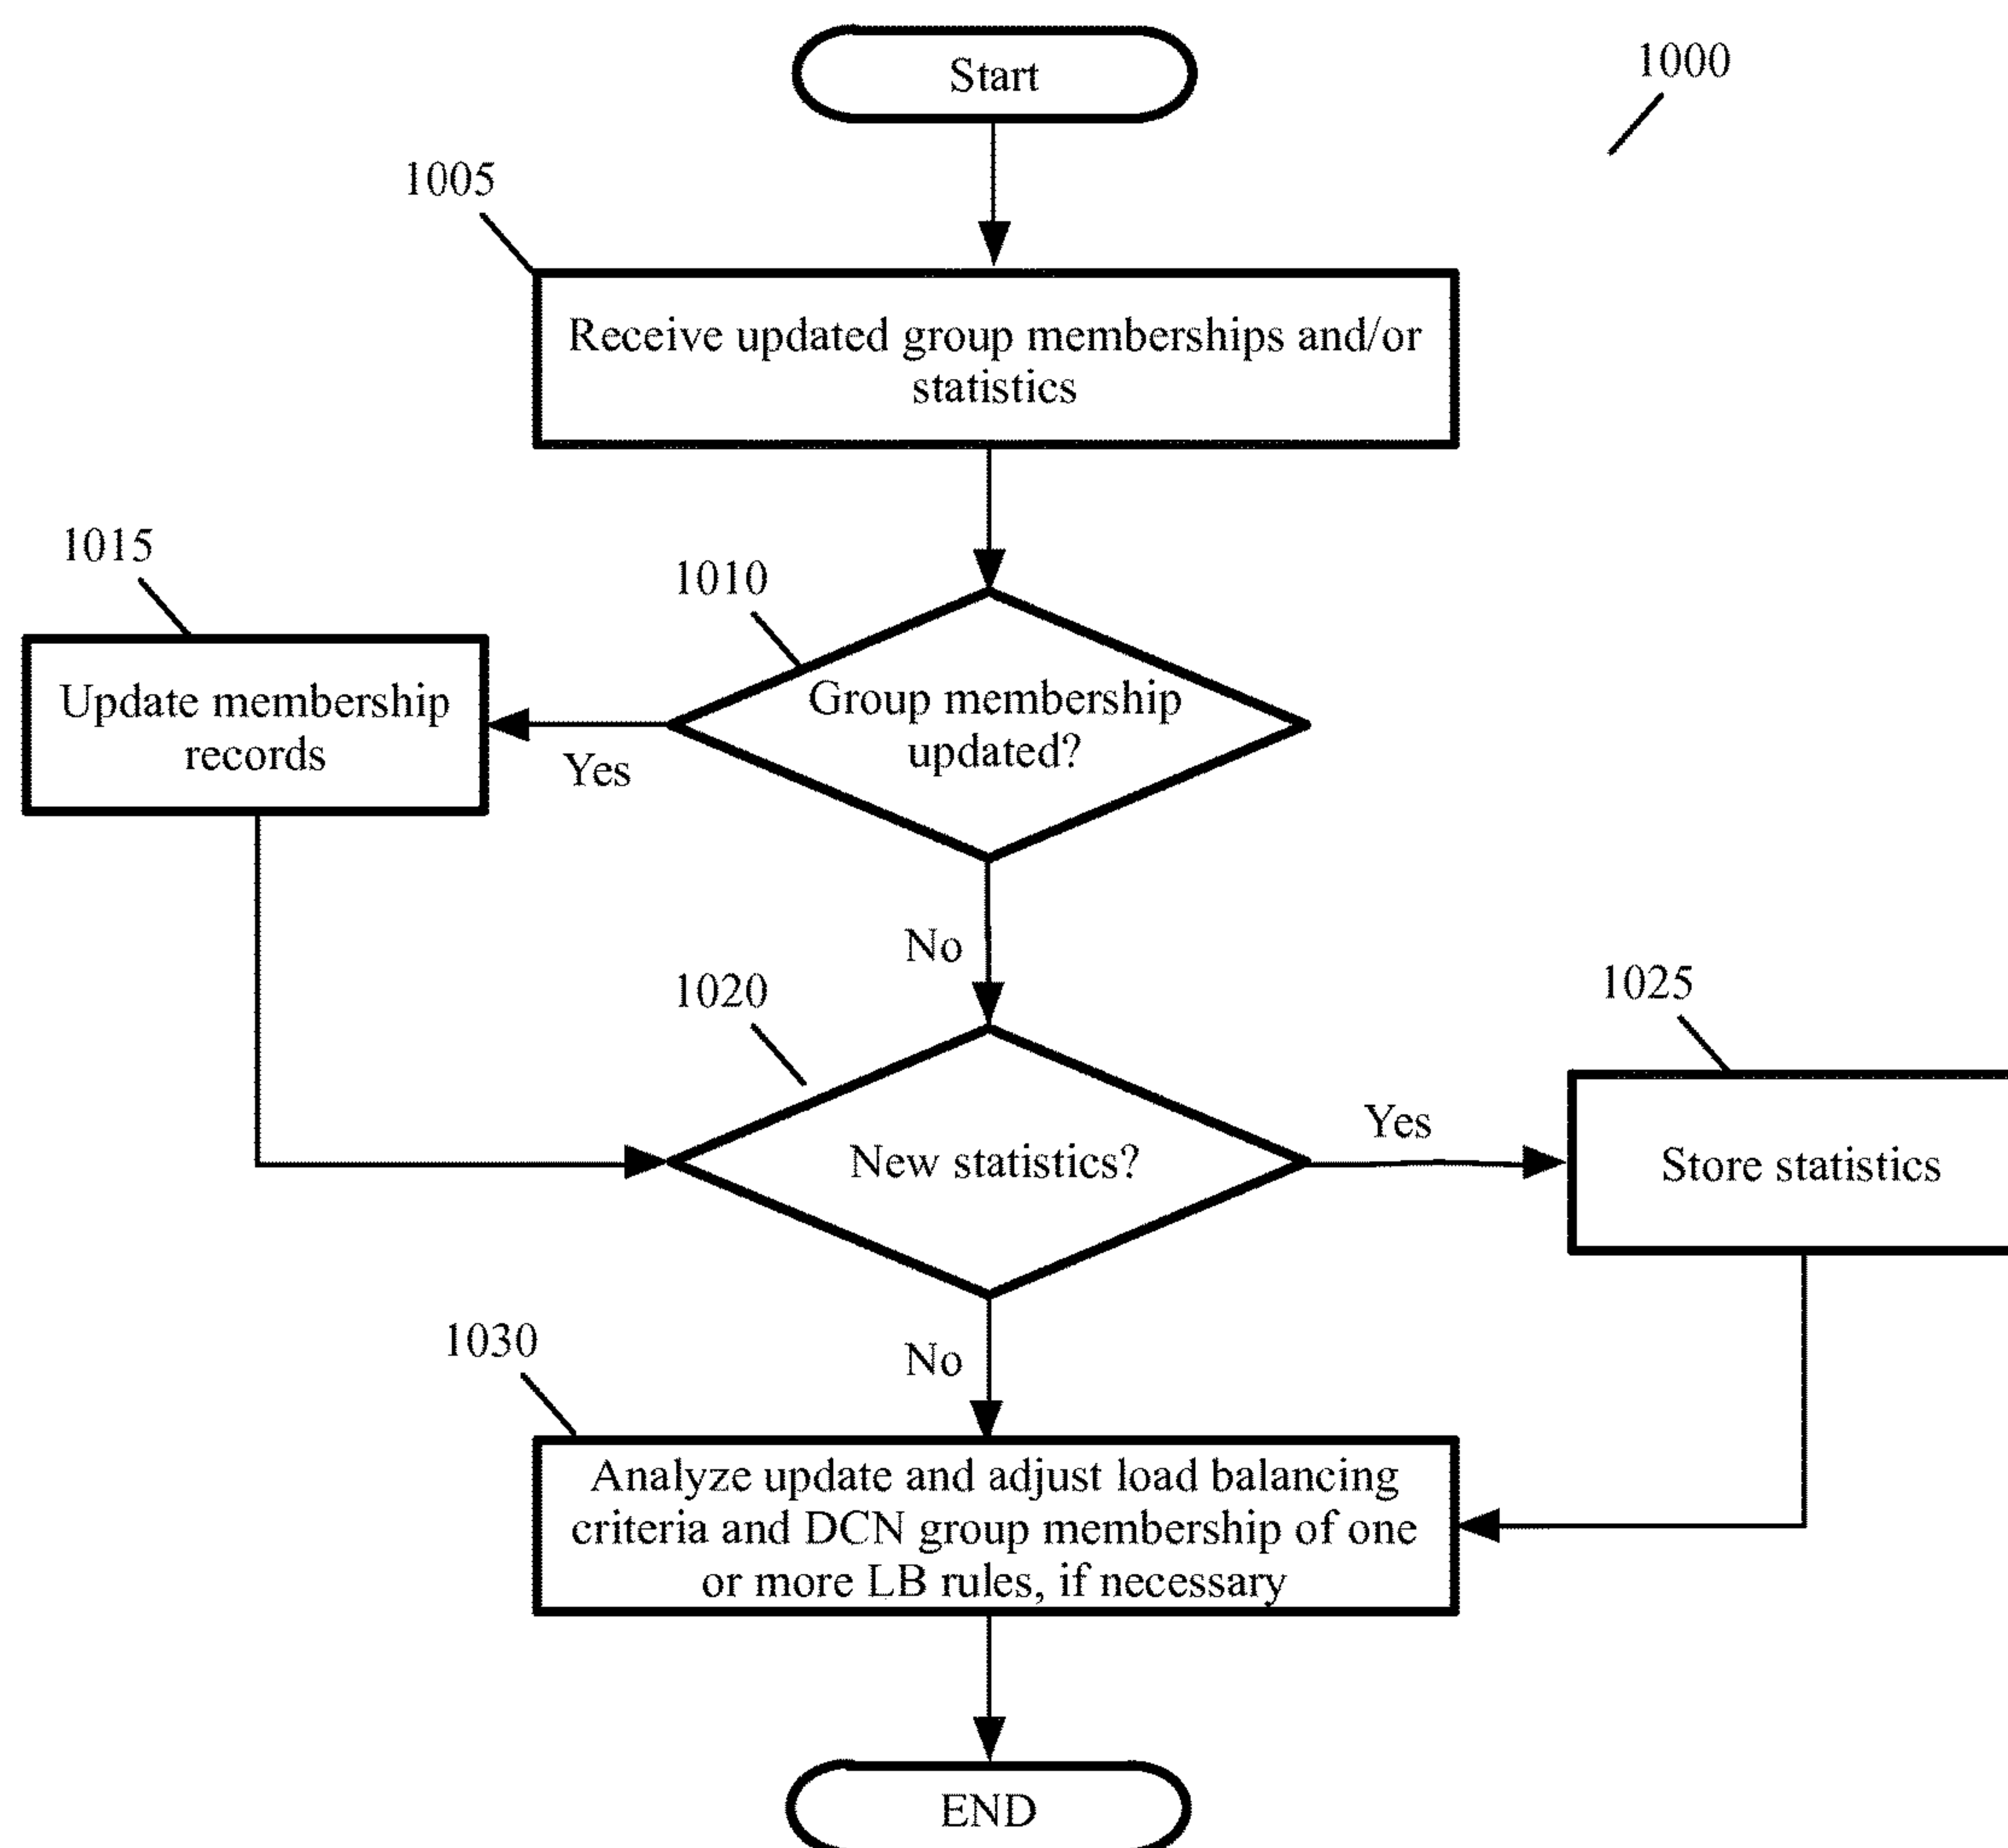 Start
1000
1005
Receive updated group memberships and/or
statistics
1015
1010
Update membership
records
Group membership
updated?
Yes
No
1020
1025
New statistics?
Yes
Store statistics
1030
No
Analyze update and adjust load balancing
criteria and DCN group membership of one
or more LB rules, if necessary
END